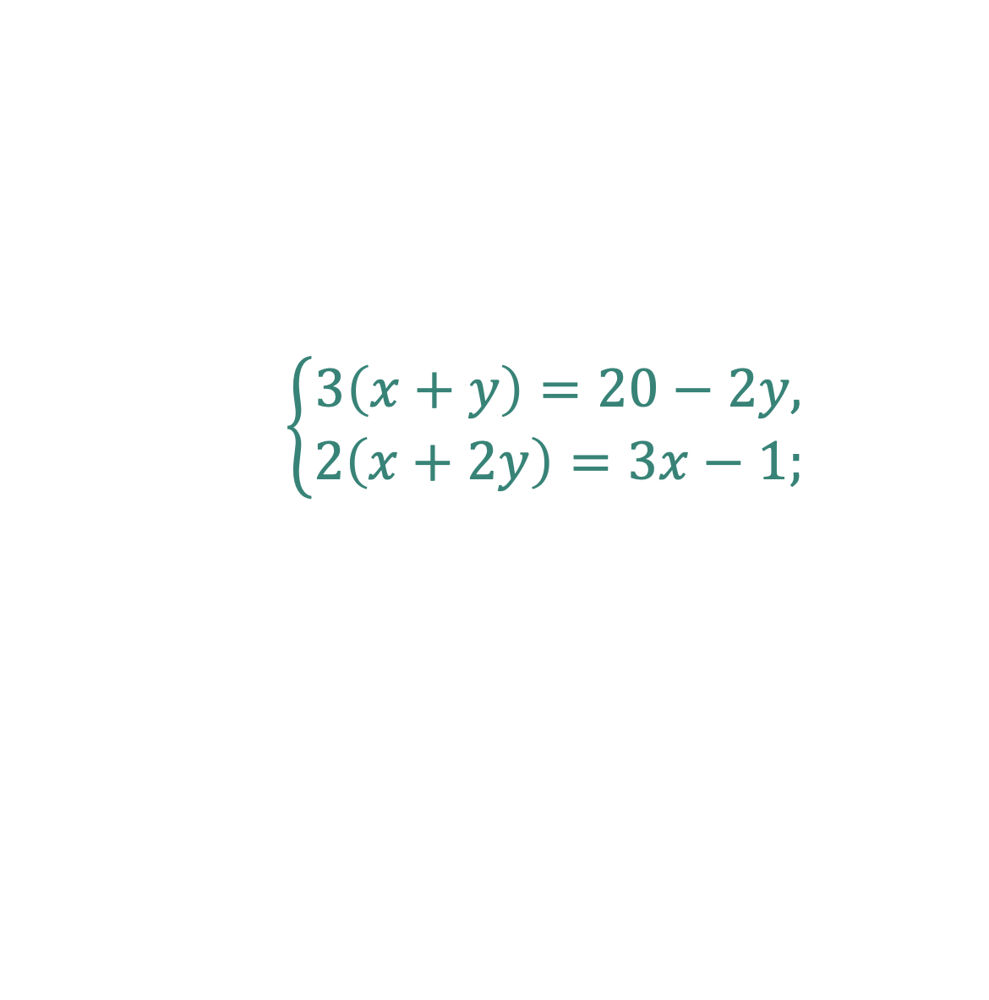 3(x + y) = 20 − 2y,
2(x + 2y) = 3x − 1;